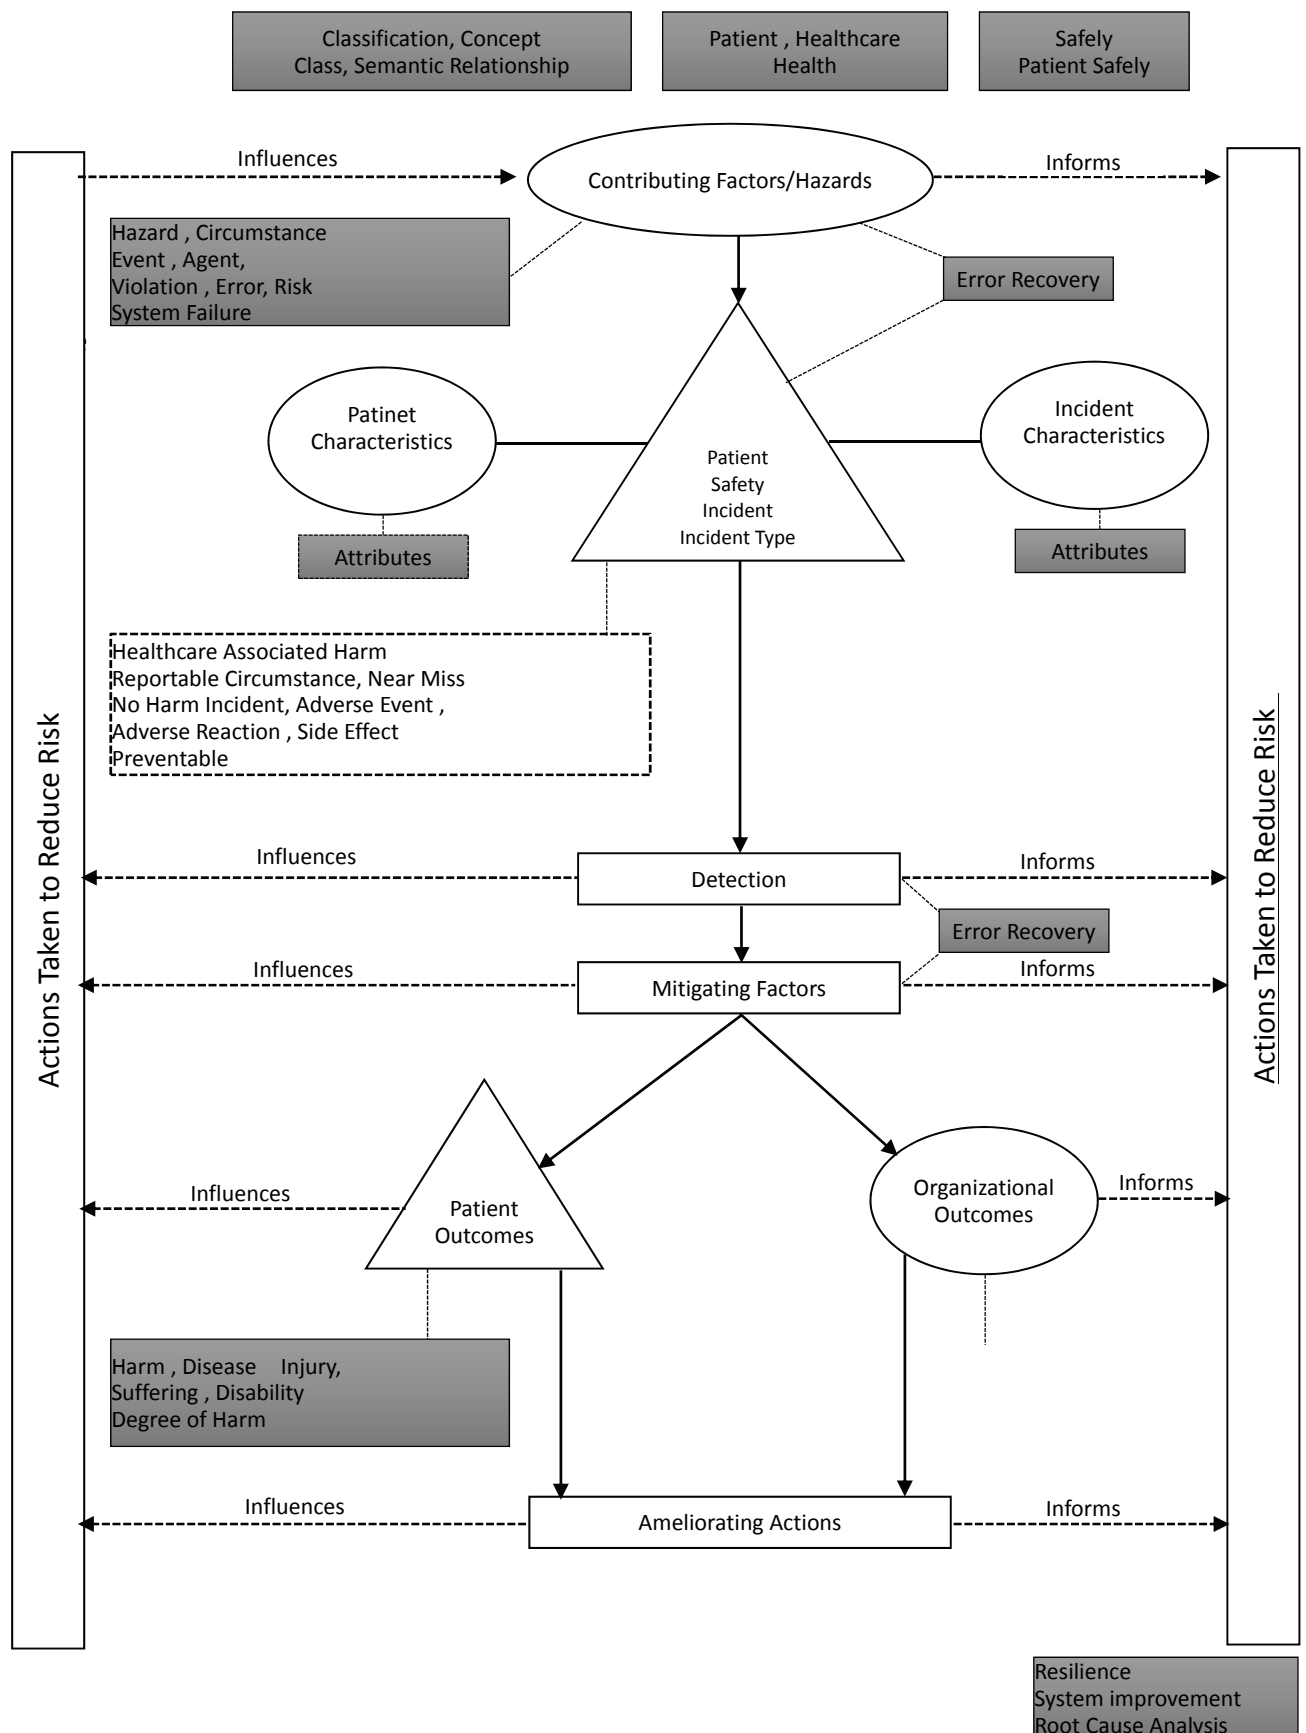 Classification, Concept
Class, Semantic Relationship
Patient , Healthcare
Health
Safely
Patient Safely
Influences
Contributing Factors/Hazards
Informs
Hazard , Circumstance
Event , Agent,
Violation , Error, Risk
System Failure
Error Recovery
Patinet
Characteristics
Incident
Characteristics
Patient
Safety
Incident
Incident Type
Attributes
Attributes
Healthcare Associated Harm
Reportable Circumstance, Near Miss
No Harm Incident, Adverse Event ,
Adverse Reaction , Side Effect
Preventable
Actions Taken to Reduce Risk
Actions Taken to Reduce Risk
Influences
Detection
Informs
Error Recovery
Influences
Mitigating Factors
Informs
Influences
Patient
Outcomes
Organizational
Outcomes
Informs
Harm , Disease Injury,
Suffering , Disability
Degree of Harm
Influences
Ameliorating Actions
Informs
Resilience
System improvement
Root Cause Analysis